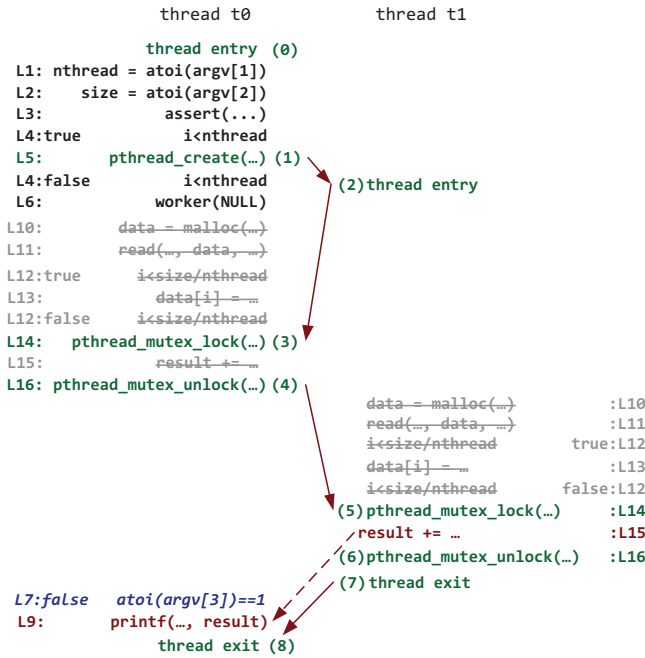 thread t0 thread t1
thread entry (0)
L1: nthread = atoi(argv[1])
L2: size = atoi(argv[2])
L3: assert(...)
L4:true i<nthread
L5: pthread_create(…) (1)
L4:false i<nthread (2)thread entry
L6: worker(NULL)
L10: data = malloc(…)
L11: read(…, data, …)
L12:true i<size/nthread
L13: data[i] = …
L12:false i<size/nthread
L14: pthread_mutex_lock(…) (3)
L15: result += …
L16: pthread_mutex_unlock(…) (4)
data = malloc(…) :L10
read(…, data, …) :L11
i<size/nthread true:L12
data[i] = … :L13
i<size/nthread false:L12
(5)pthread_mutex_lock(…) :L14
result += … :L15
(6)pthread_mutex_unlock(…) :L16
(7)thread exit
L7:false atoi(argv[3])==1
L9: printf(…, result)
thread exit (8)